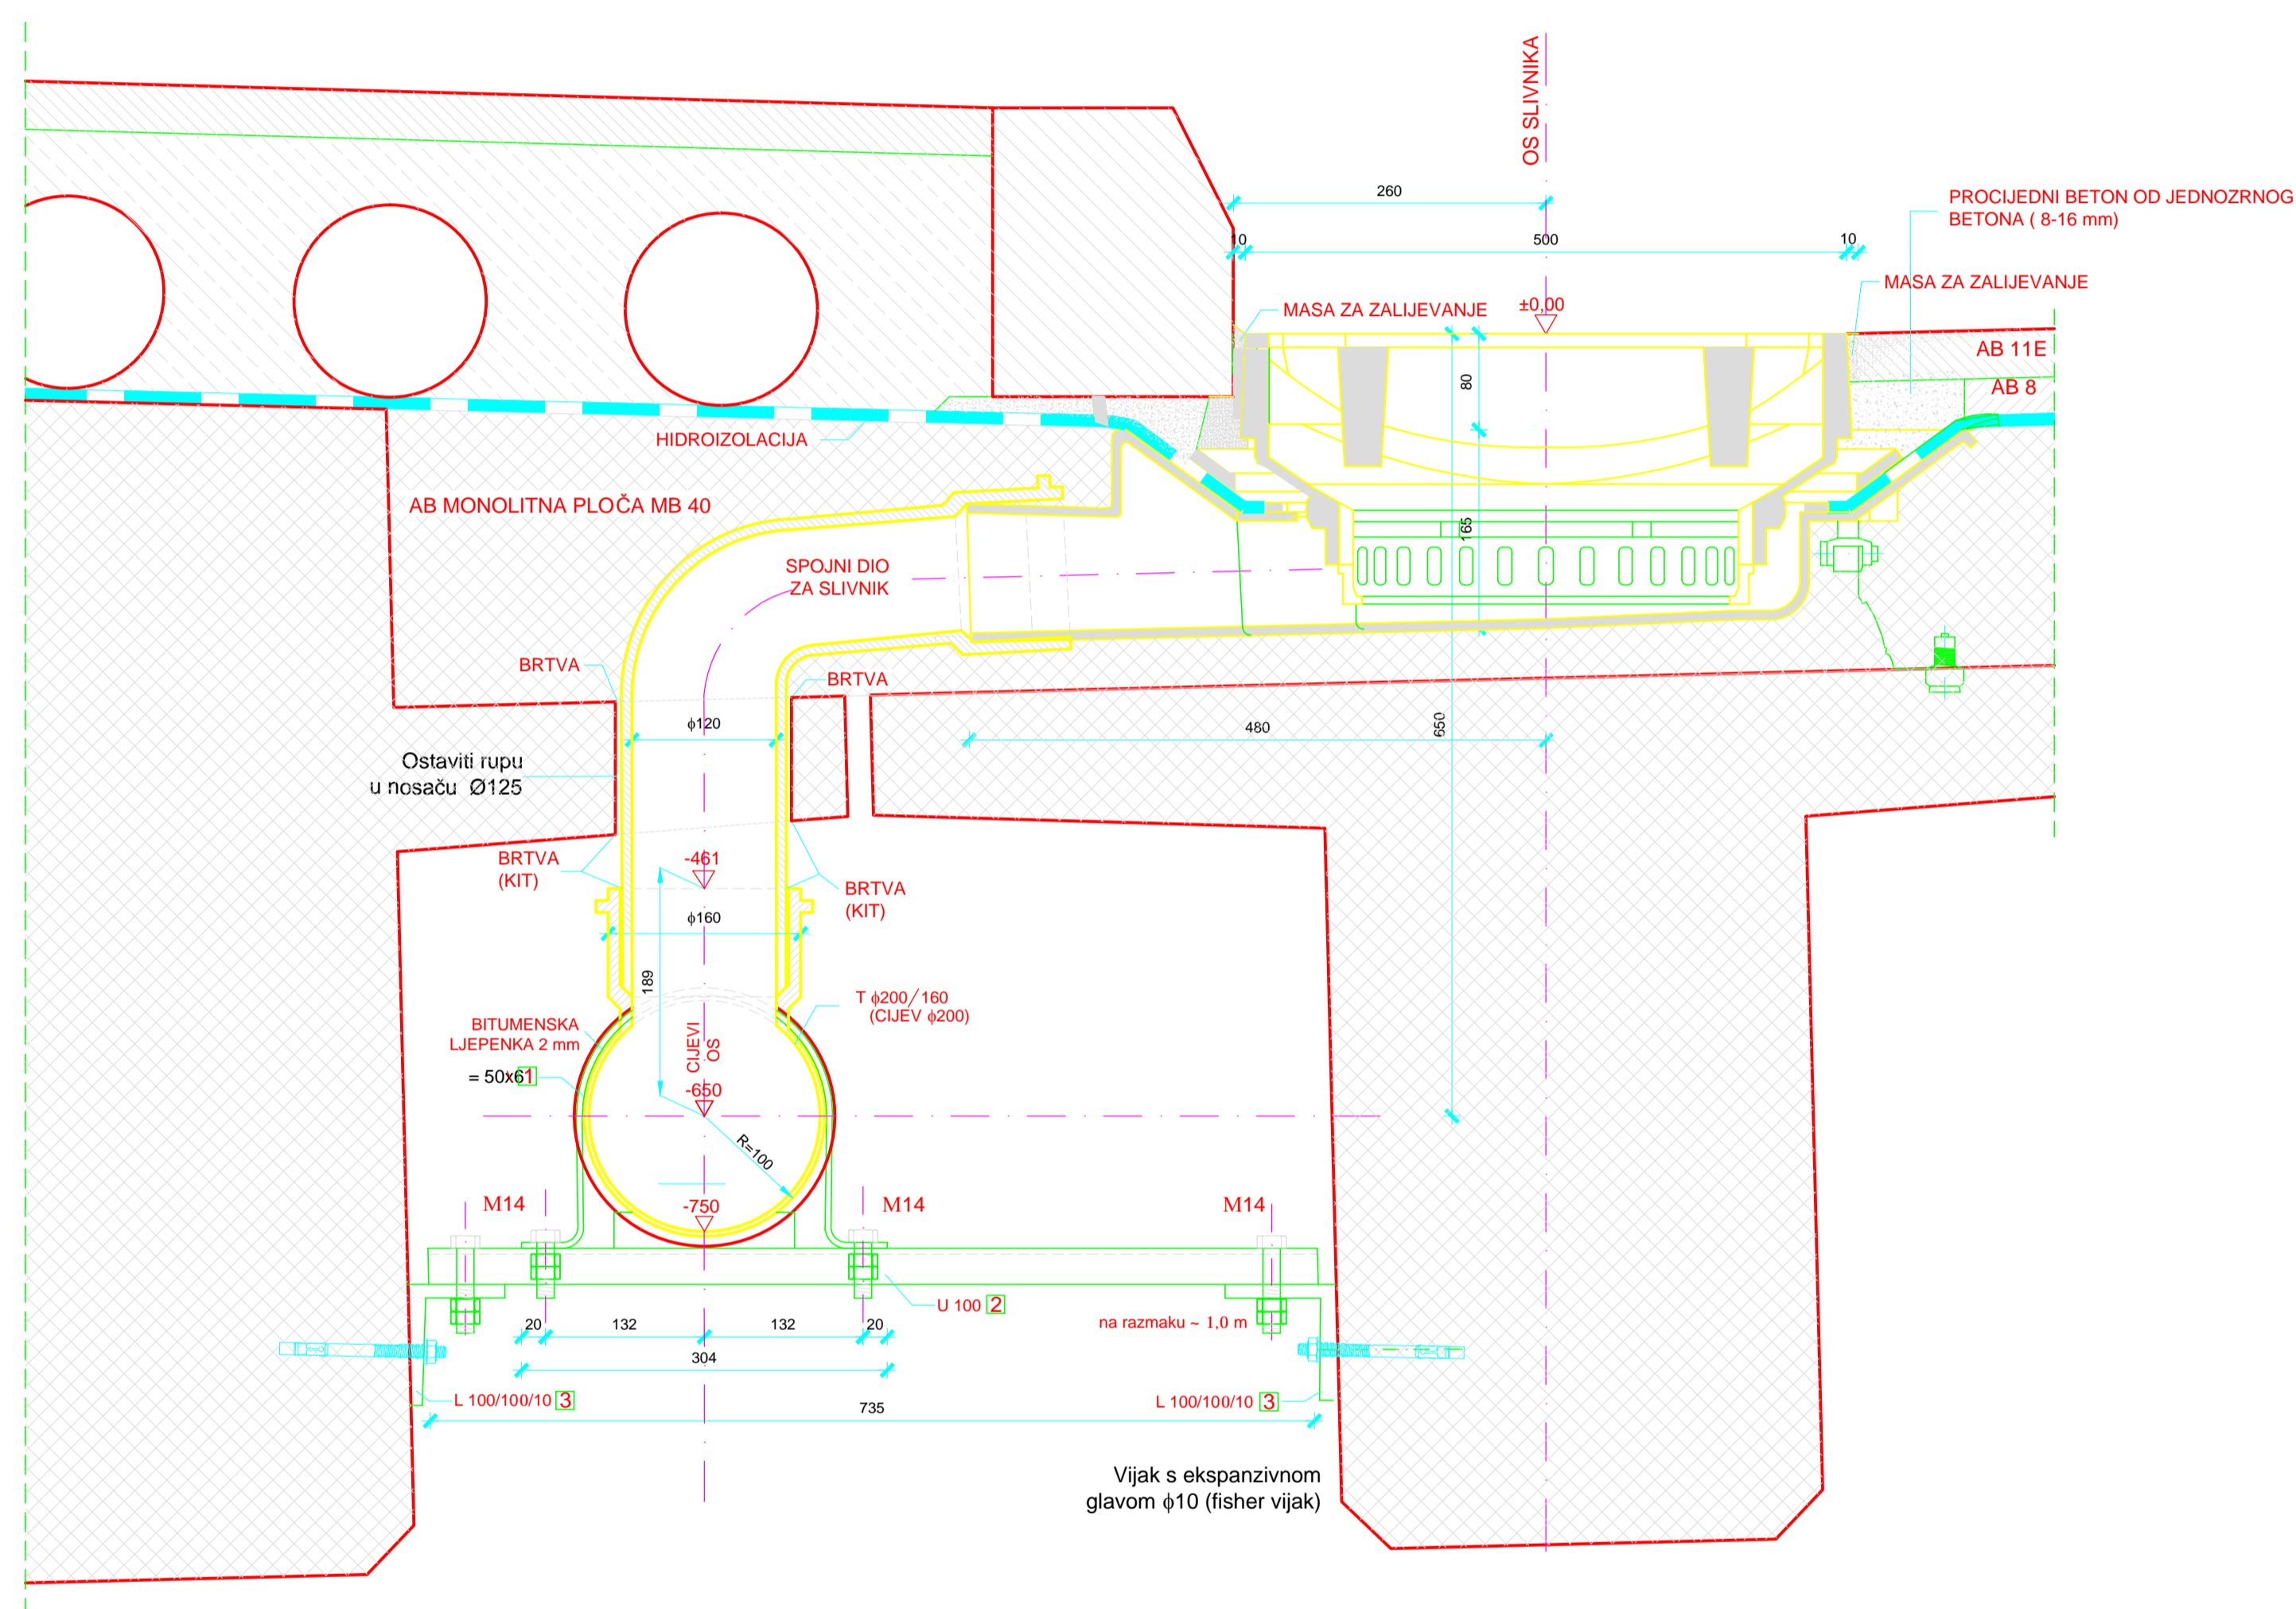 OS SLIVNIKA
260
PROCIJEDNI BETON OD JEDNOZRNOG
BETONA ( 8-16 mm)
10
500
10
MASA ZA ZALIJEVANJE
±0,00
MASA ZA ZALIJEVANJE
AB 11E
AB 8
80
HIDROIZOLACIJA
AB MONOLITNA PLOČA MB 40
165
SPOJNI DIO
ZA SLIVNIK
BRTVA
BRTVA
ϕ120
480
650
Ostaviti rupu
u nosaču Ø125
BRTVA
(KIT)
-461
BRTVA
(KIT)
ϕ160
189
T ϕ200/160
(CIJEV ϕ200)
BITUMENSKA
LJEPENKA 2 mm
CIJEVI
OS
= 50x6 1
-650
R=100
M14
-750
M14
M14
U 100 2
na razmaku ~ 1,0 m
20
132
132
20
304
L 100/100/10 3
L 100/100/10 3
735
Vijak s ekspanzivnom
glavom ϕ10 (fisher vijak)